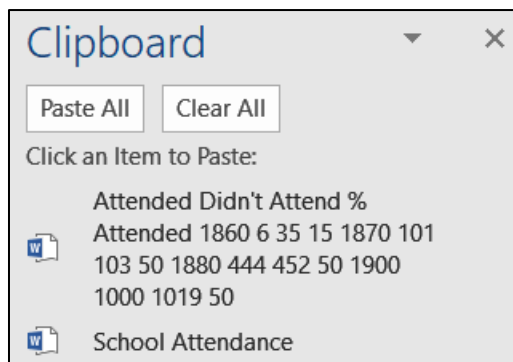 Clipboard
Paste All Clear All
Click an Item to Paste:
Attended Didn't Attend %
Attended 1860 6 35 15 1870 101
103 50 1880 444 452 50 1900
1000 1019 50
School Attendance